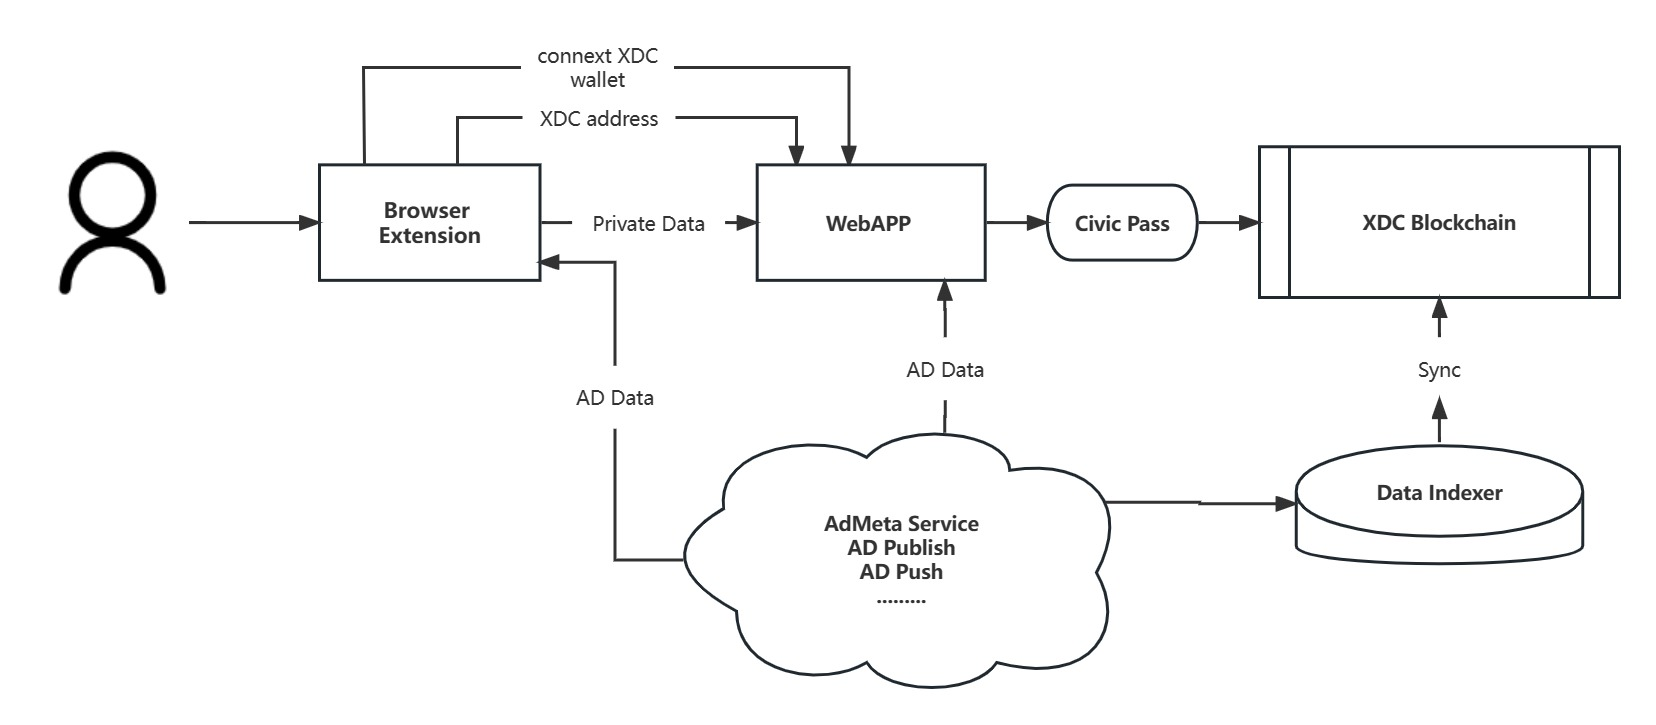 connext XDC
wallet
XDC address
Browser
Extension
Private Data
WebAPP
Civic Pass
XDC Blockchain
AD Data
AD Data
Sync
Data Indexer
AdMeta Service
AD Publish
AD Push
.........